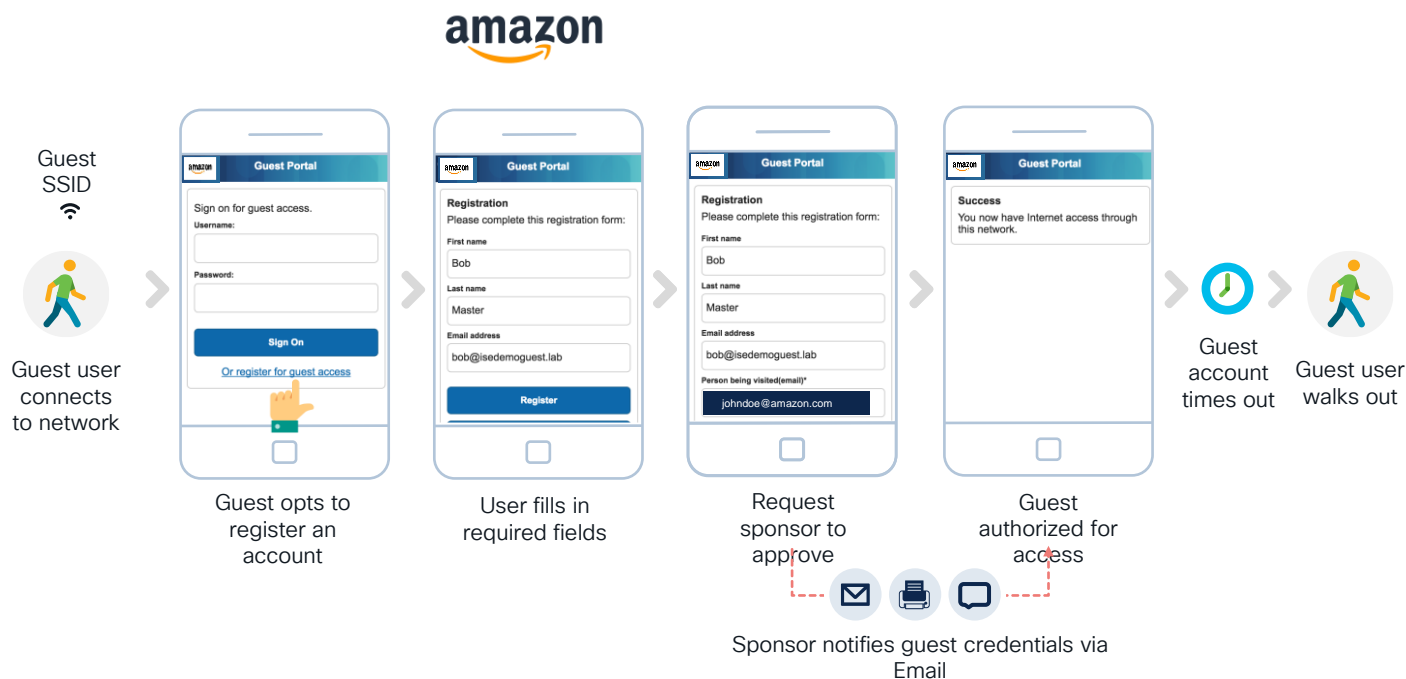 amazon
Guest
SSID
Guest user
connects
to network
amazon
Guest Portal
Sign on for guest access.
Username:
Password:
Sign On
Or register for guest access
Guest opts to
register an
account
amazon
Guest Portal
Registration
Please complete this registration form:
First name
Bob
Last name
Master
Email address
bob@isedemoguest.lab
Register
User fills in
required fields
amazon
Guest Portal
Registration
Please complete this registration form:
First name
Bob
Last name
Master
Email address
bob@isedemoguest.lab
Person being visited(email)*
johndoe@amazon.com
Request
sponsor to
approve
amazon
Guest Portal
Success
You now have Internet access through
this network.
Guest
authorized for
access
Sponsor notifies guest credentials via
Email
Guest
account
times out
Guest user
walks out